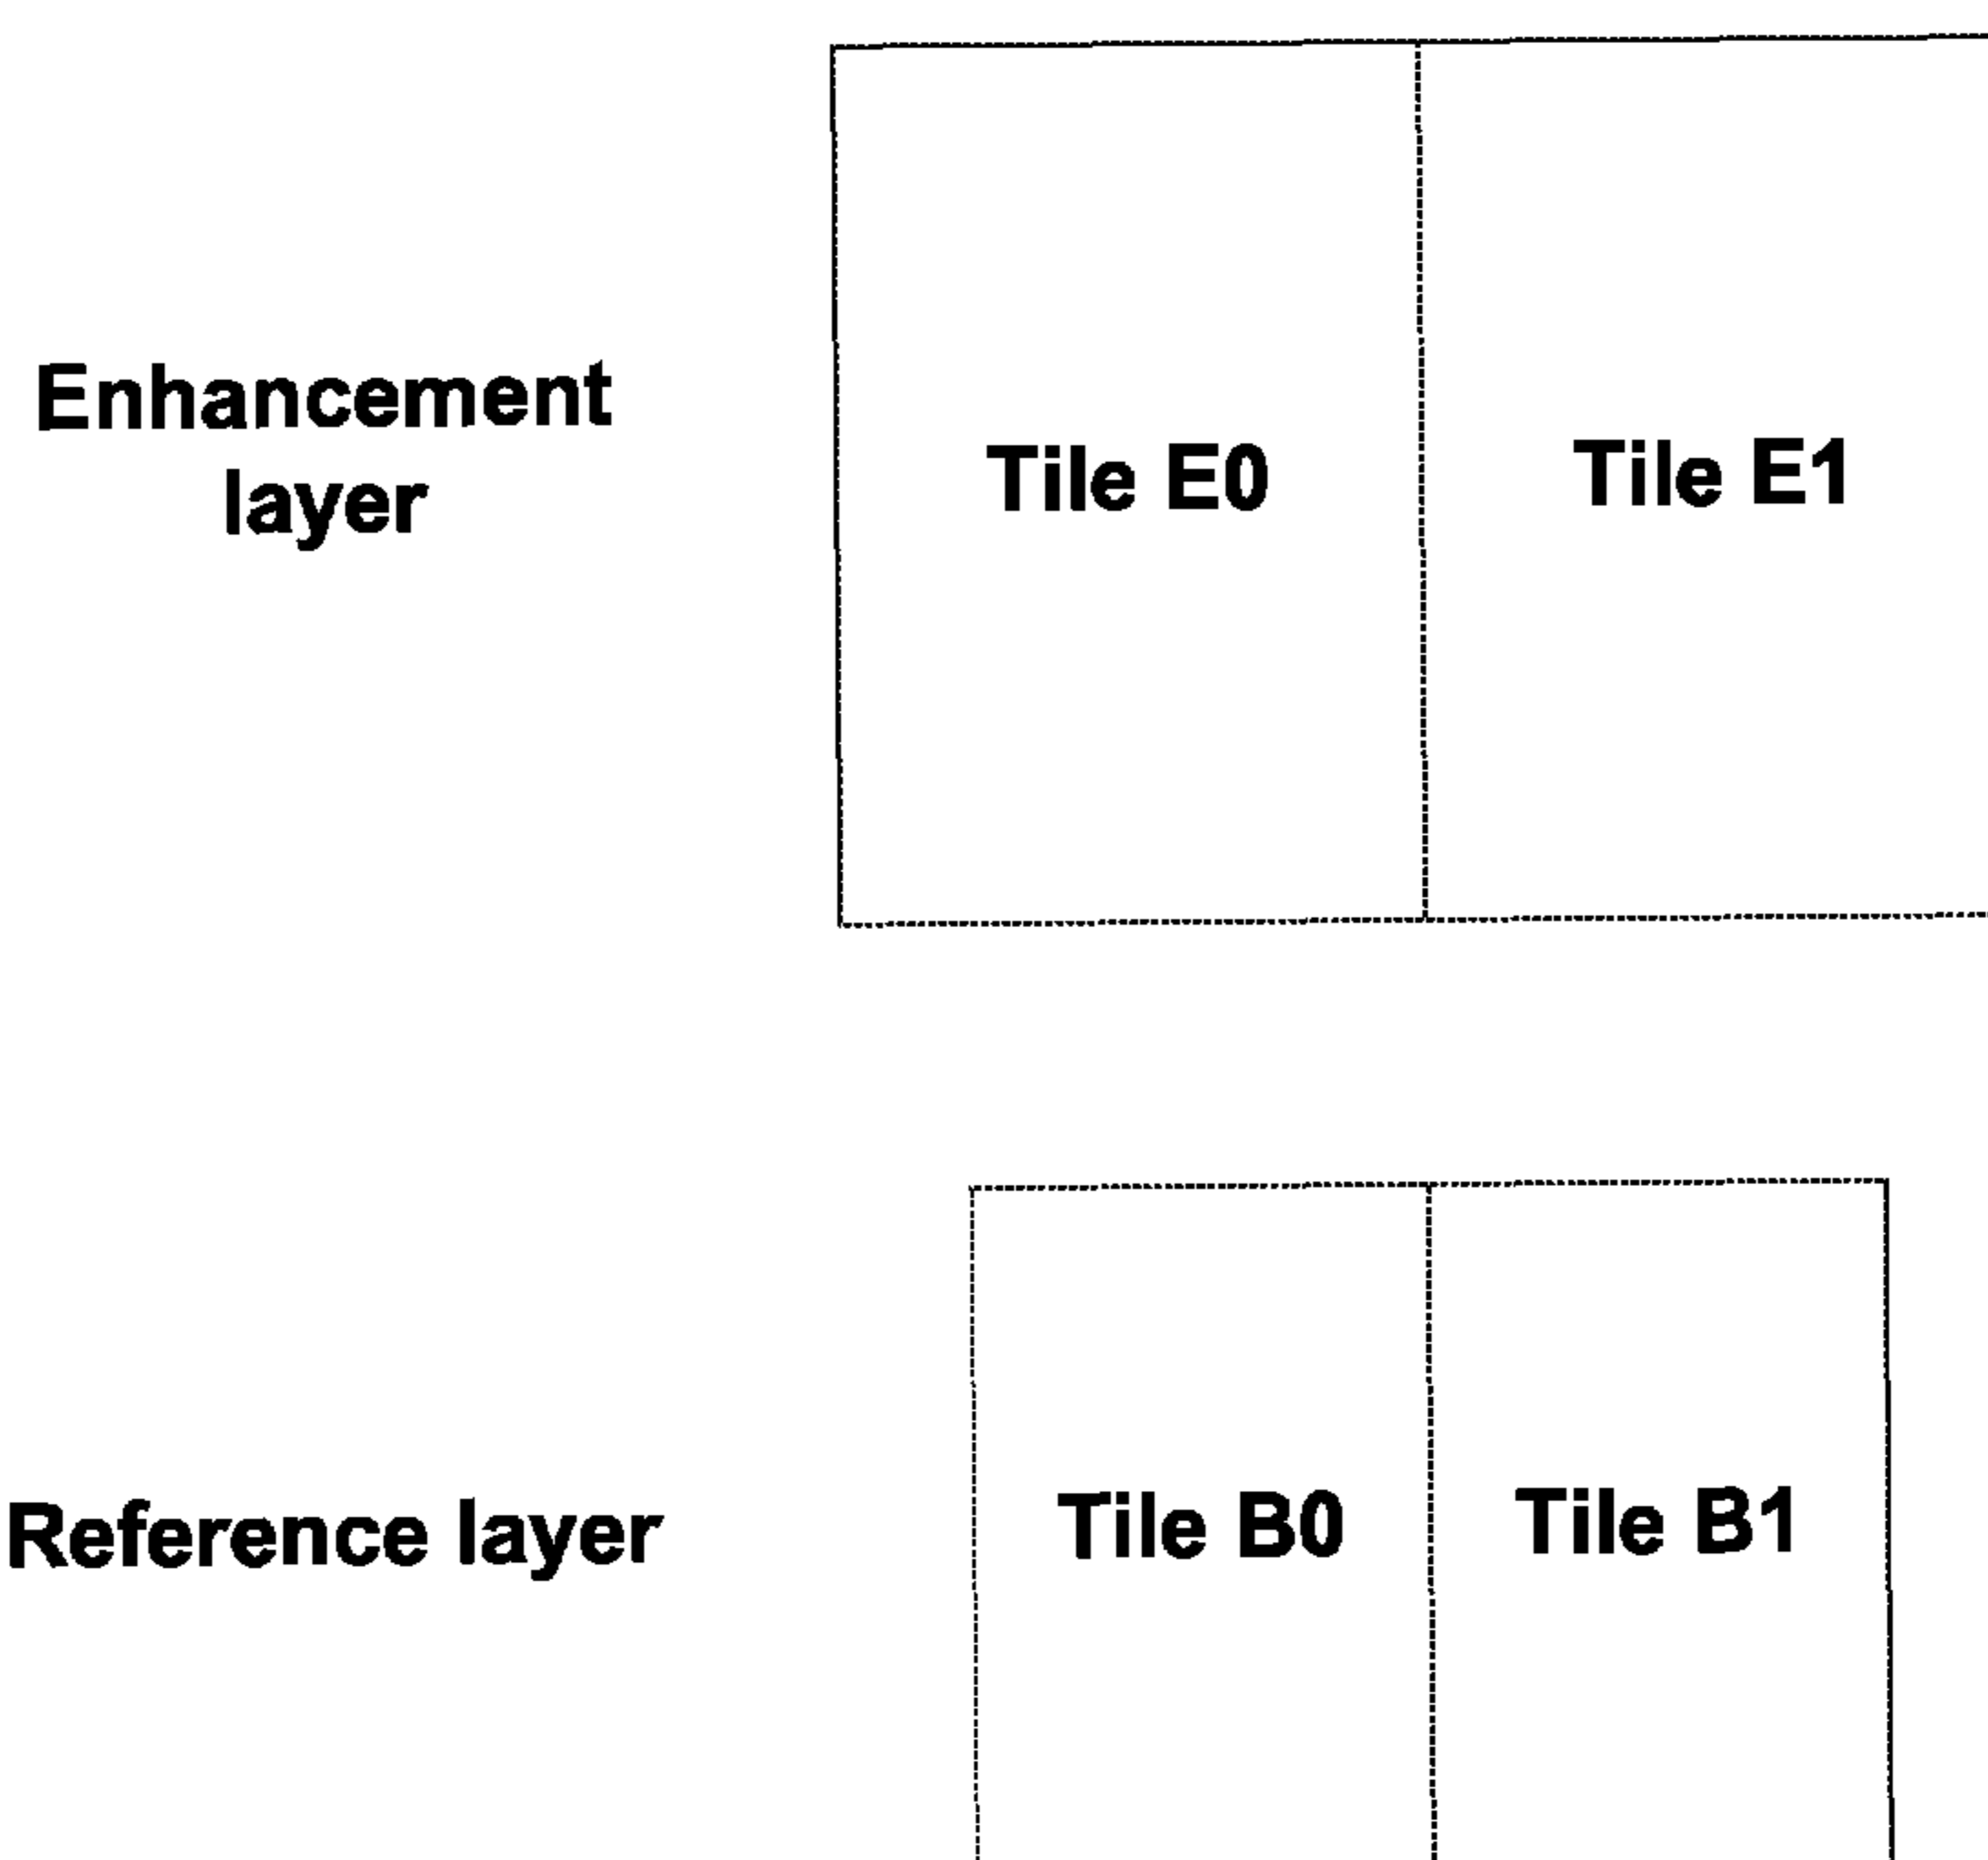 Enhancement
layer
Tile E0
Tile E1
Reference layer
Tile B0
Tile B1